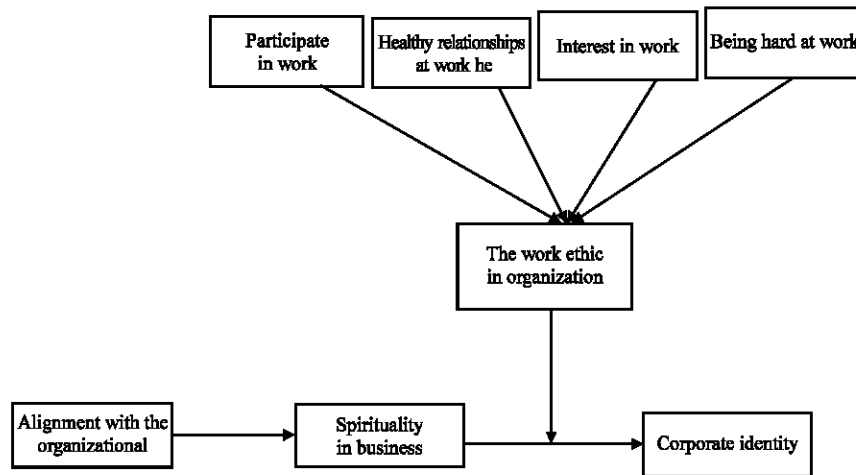 Participate
in work
Healthy relationships
at work he
Interest in work
Being hard at work
The work ethic
in organization
Alignment with the
organizational
Spirituality
in business
Corporate identity